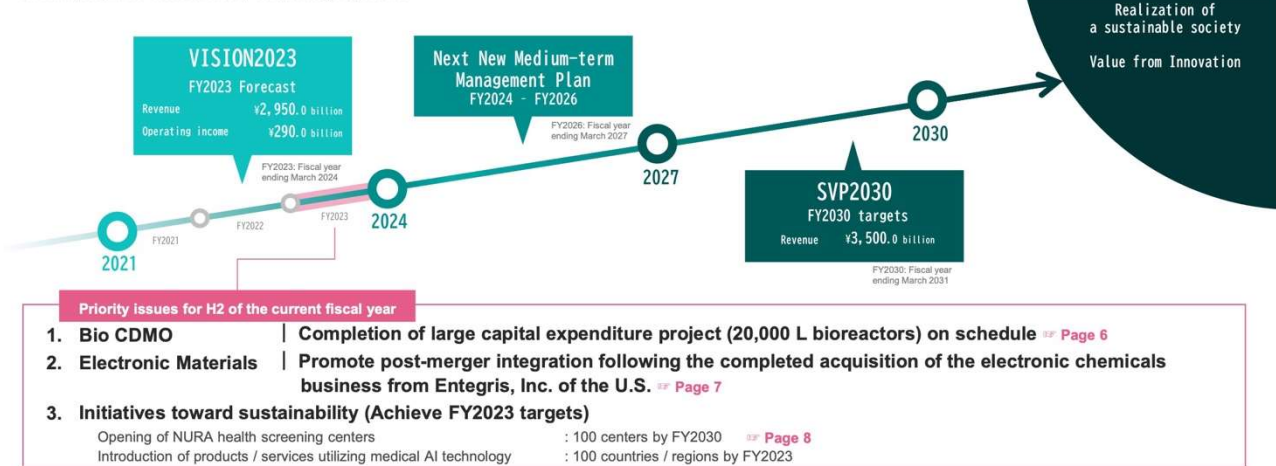 Realization of
a sustainable society
Value from Innovation
VISION2023
FY2023 Forecast
Revenue ¥2,950.0 billion
Operating income ¥290.0 billion
FY2023: Fiscal year
ending March 2024
Next New Medium-term
Management Plan
FY2024 - FY2026
FY2026: Fiscal year
ending March 2027
2021
FY2021
FY2022
FY2023
2024
2027
2030
SVP2030
FY2030 targets
Revenue ¥3,500.0 billion
FY2030: Fiscal year
ending March 2031
Priority issues for H2 of the current fiscal year
1. Bio CDMO | Completion of large capital expenditure project (20,000 L bioreactors) on schedule ☞ Page 6
2. Electronic Materials | Promote post-merger integration following the completed acquisition of the electronic chemicals
business from Entegris, Inc. of the U.S. ☞ Page 7
3. Initiatives toward sustainability (Achieve FY2023 targets)
Opening of NURA health screening centers : 100 centers by FY2030 ☞ Page 8
Introduction of products / services utilizing medical AI technology : 100 countries / regions by FY2023